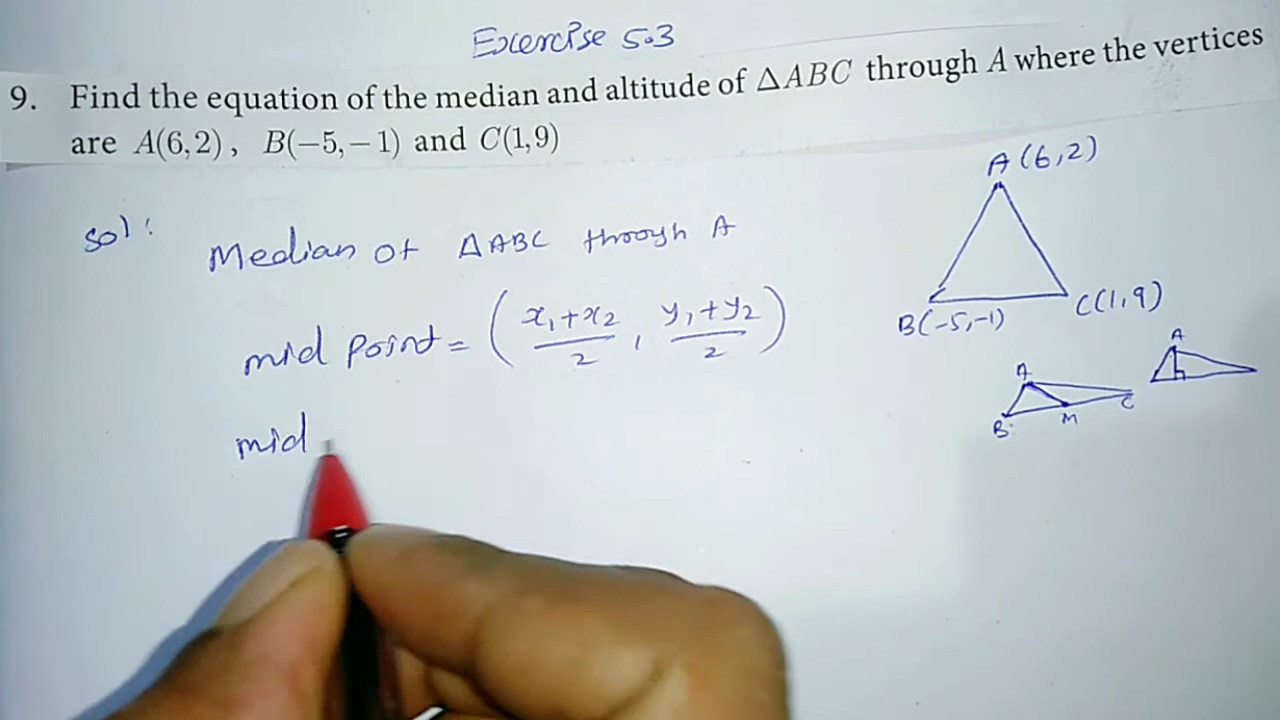 Excercise 5.3
9. Find the equation of the median and altitude of ΔABC through A where the vertices
are A(6,2), B(−5,−1) and C(1,9)
Sol:
Median of ΔABC through A
mid point = ( x₁+x₂ / 2 , y₁+y₂ / 2 )
mid
A (6,2)
B(-5,-1)
C(1,9)
A
B
M
C
A